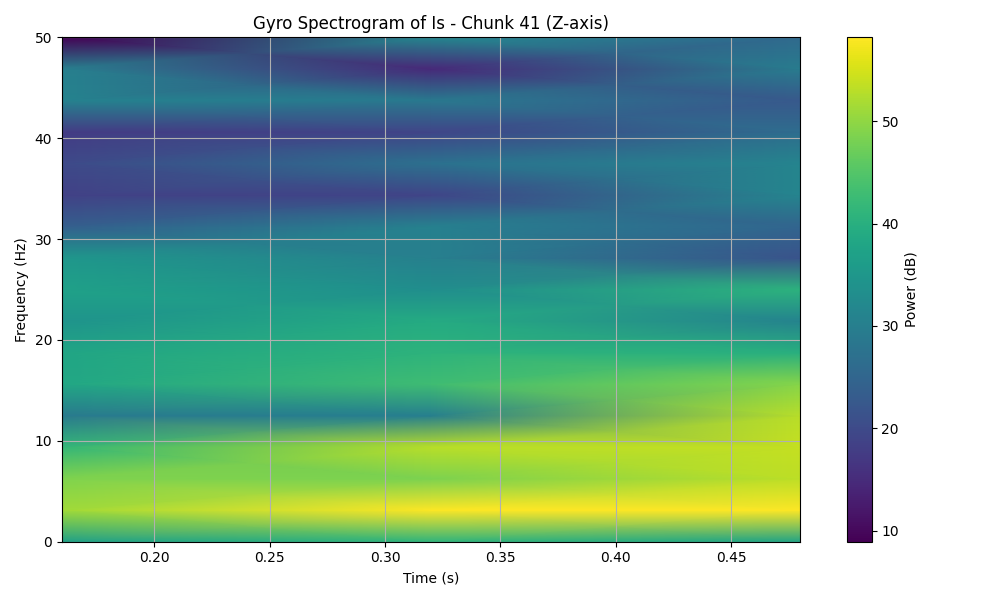 Gyro Spectrogram of Is - Chunk 41 (Z-axis)
50
40
30
20
10
0
Frequency (Hz)
0.20 0.25 0.30 0.35 0.40 0.45
Time (s)
50
40
30
20
10
Power (dB)